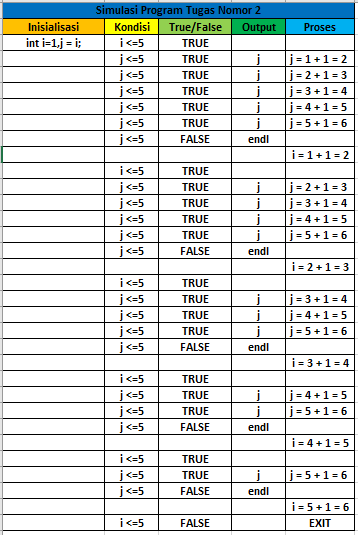 Simulasi Program Tugas Nomor 2
Inisialisasi Kondisi True/False Output Proses
int i=1,j = i; i <=5 TRUE
j <=5 TRUE j j = 1 + 1 = 2
j <=5 TRUE j j = 2 + 1 = 3
j <=5 TRUE j j = 3 + 1 = 4
j <=5 TRUE j j = 4 + 1 = 5
j <=5 TRUE j j = 5 + 1 = 6
j <=5 FALSE endl
i = 1 + 1 = 2
i <=5 TRUE
j <=5 TRUE j j = 2 + 1 = 3
j <=5 TRUE j j = 3 + 1 = 4
j <=5 TRUE j j = 4 + 1 = 5
j <=5 TRUE j j = 5 + 1 = 6
j <=5 FALSE endl
i = 2 + 1 = 3
i <=5 TRUE
j <=5 TRUE j j = 3 + 1 = 4
j <=5 TRUE j j = 4 + 1 = 5
j <=5 TRUE j j = 5 + 1 = 6
j <=5 FALSE endl
i = 3 + 1 = 4
i <=5 TRUE
j <=5 TRUE j j = 4 + 1 = 5
j <=5 TRUE j j = 5 + 1 = 6
j <=5 FALSE endl
i = 4 + 1 = 5
i <=5 TRUE
j <=5 TRUE j j = 5 + 1 = 6
j <=5 FALSE endl
i = 5 + 1 = 6
i <=5 FALSE EXIT